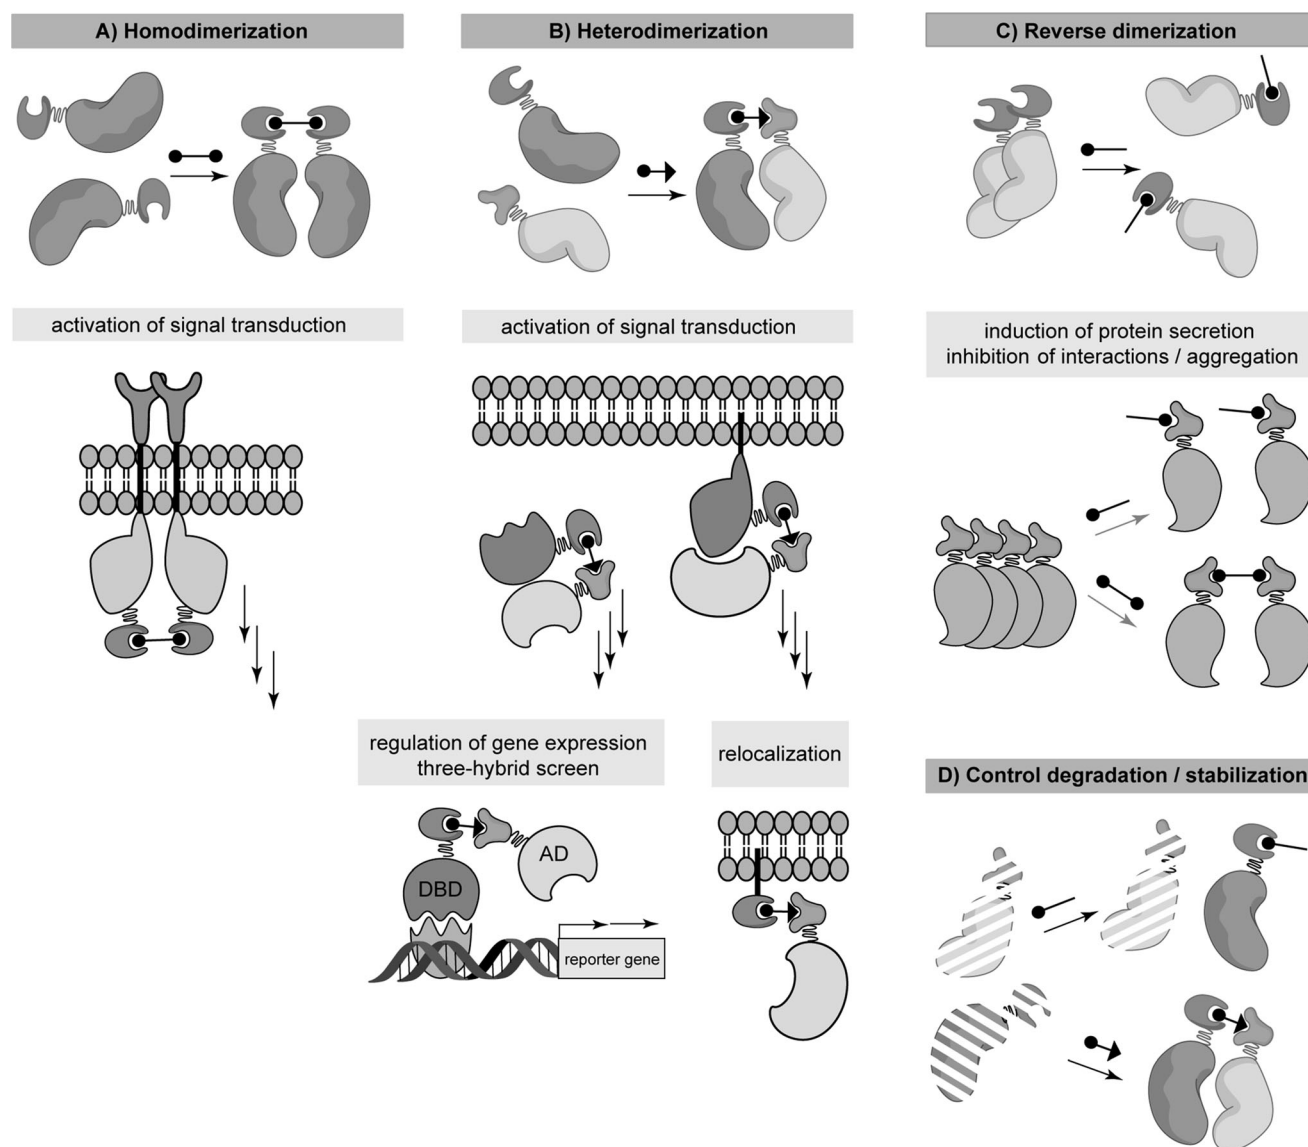 A) Homodimerization
B) Heterodimerization
C) Reverse dimerization
activation of signal transduction
activation of signal transduction
induction of protein secretion
inhibition of interactions / aggregation
regulation of gene expression
three-hybrid screen
relocalization
D) Control degradation / stabilization
AD
DBD
reporter gene